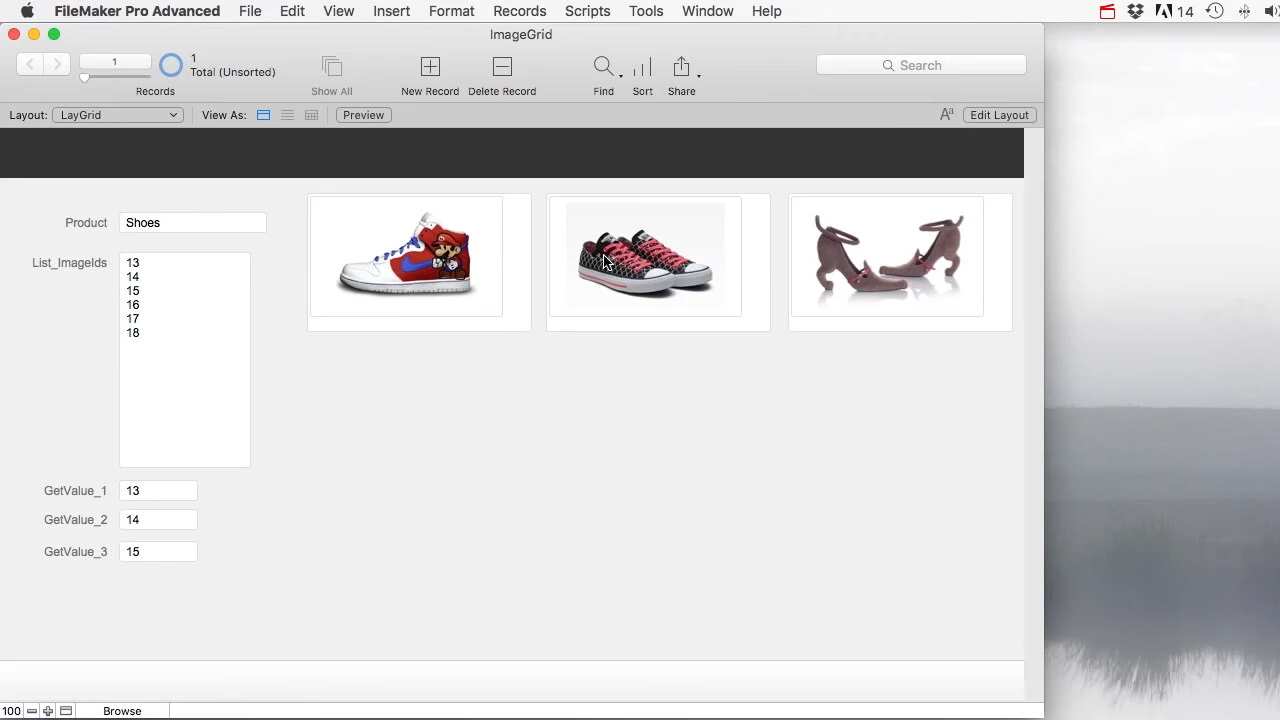 FileMaker Pro Advanced File Edit View Insert Format Records Scripts Tools Window Help 14
ImageGrid
1
1
Total (Unsorted)
Records
Show All
New Record
Delete Record
Find
Sort
Share
Search
Layout: LayGrid View As: Preview Aa Edit Layout
Product Shoes
List_ImageIds 13
14
15
16
17
18
GetValue_1 13
GetValue_2 14
GetValue_3 15
100 Browse